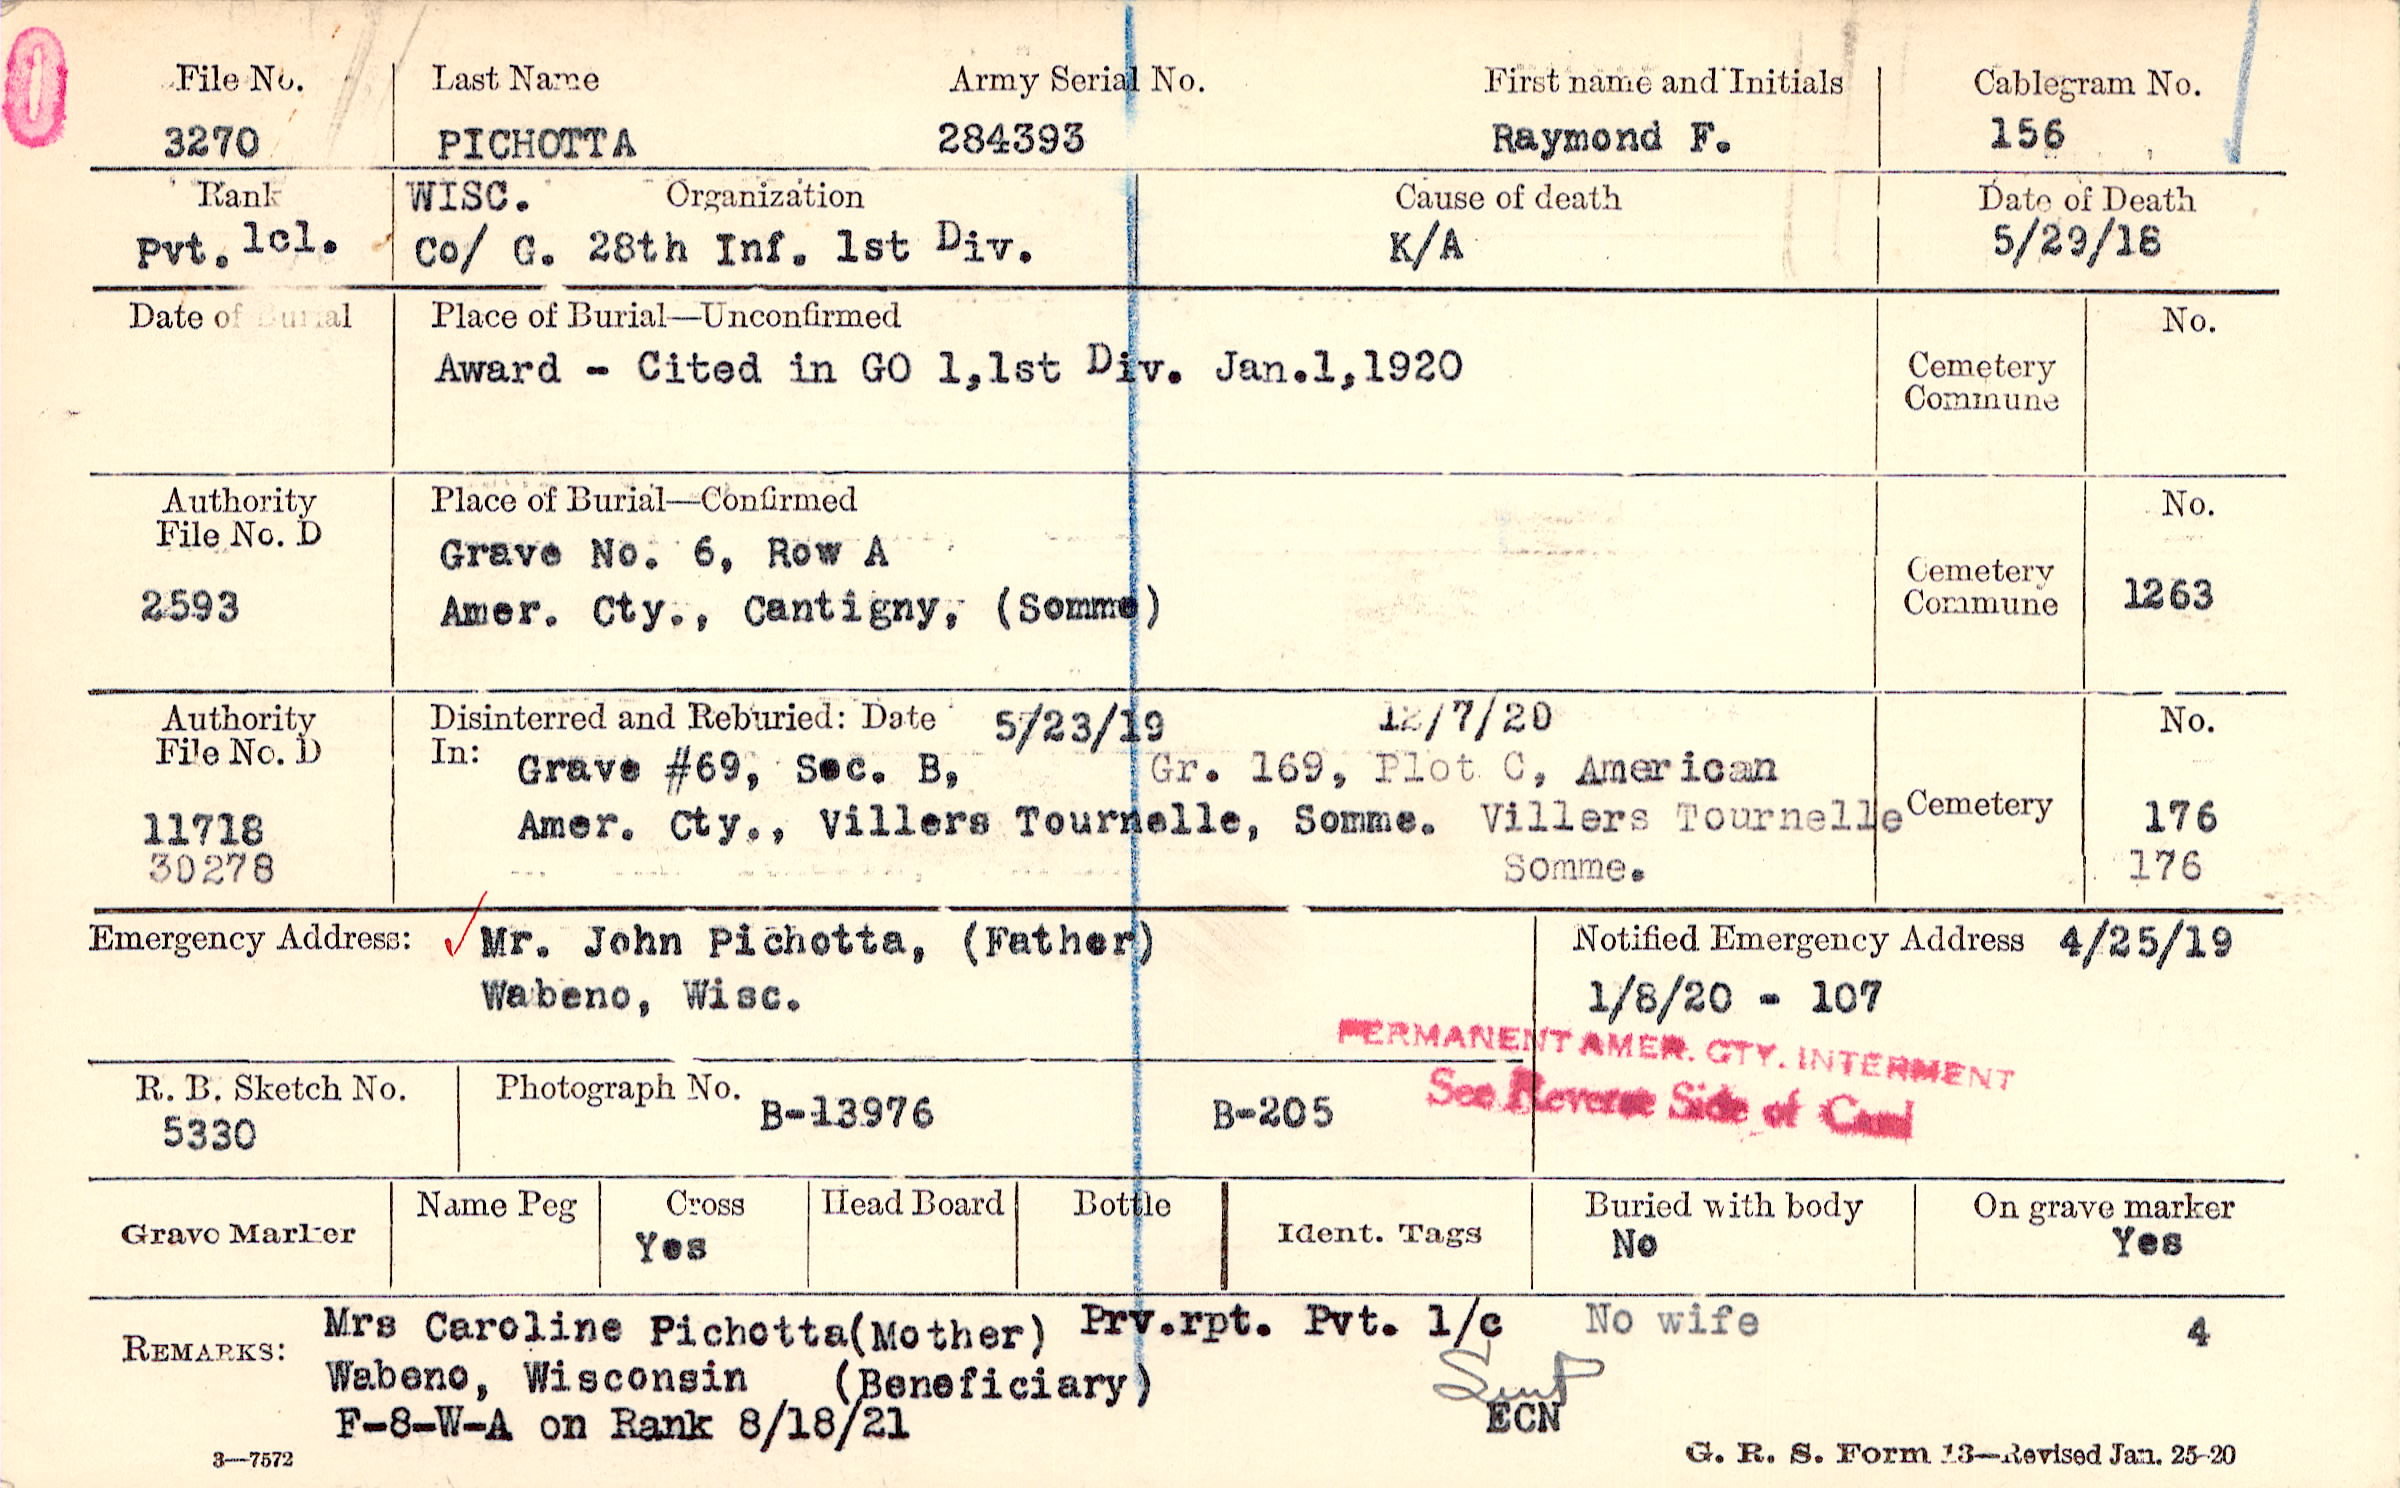 File No. Last Name Army Serial No. First name and Initials Cablegram No.
3270 PICHOTTA 284393 Raymond F. 156
Rank WISC. Organization Cause of death Date of Death
Pvt. 1cl. Co/ G. 28th Inf. 1st Div. K/A 5/29/18
Date of Burial Place of Burial—Unconfirmed No.
Award - Cited in GO 1,1st Div. Jan.1,1920 Cemetery
Commune
Authority Place of Burial—Confirmed No.
File No. D Grave No. 6, Row A
2593 Amer. Cty., Cantigny, (Somme) Cemetery
Commune 1263
Authority Disinterred and Reburied: Date 5/23/19 12/7/20 No.
File No. D In: Grave #69, Sec. B, Gr. 169, Plot C, American
11718 Amer. Cty., Villers Tournelle, Somme. Villers Tournelle Cemetery 176
30278 Somme. 176
Emergency Address: Mr. John Pichotta, (Father) Notified Emergency Address 4/25/19
Wabeno, Wisc. 1/8/20 - 107
PERMANENT AMER. CTY. INTERMENT
See Reverse Side of Card
R. B. Sketch No. Photograph No.
5330 B-13976 B-205
Grave Marker Name Peg Cross Head Board Bottle Ident. Tags Buried with body On grave marker
Yes No Yes
REMARKS: Mrs Caroline Pichotta(Mother) Prv.rpt. Pvt. 1/c No wife 4
Wabeno, Wisconsin (Beneficiary)
F-8-W-A on Rank 8/18/21 ECN
3—7572 G. R. S. Form 13—Revised Jan. 25-20